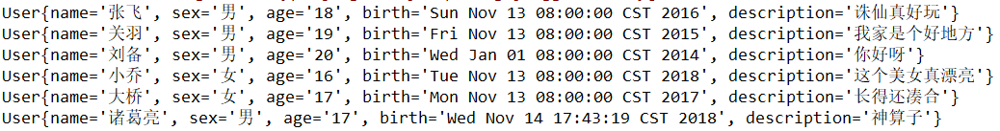 User{name='张飞', sex='男', age='18', birth='Sun Nov 13 08:00:00 CST 2016', description='诛仙真好玩'}
User{name='关羽', sex='男', age='19', birth='Fri Nov 13 08:00:00 CST 2015', description='我家是个好地方'}
User{name='刘备', sex='男', age='20', birth='Wed Jan 01 08:00:00 CST 2014', description='你好呀'}
User{name='小乔', sex='女', age='16', birth='Tue Nov 13 08:00:00 CST 2018', description='这个美女真漂亮'}
User{name='大桥', sex='女', age='17', birth='Mon Nov 13 08:00:00 CST 2017', description='长得还凑合'}
User{name='诸葛亮', sex='男', age='17', birth='Wed Nov 14 17:43:19 CST 2018', description='神算子'}